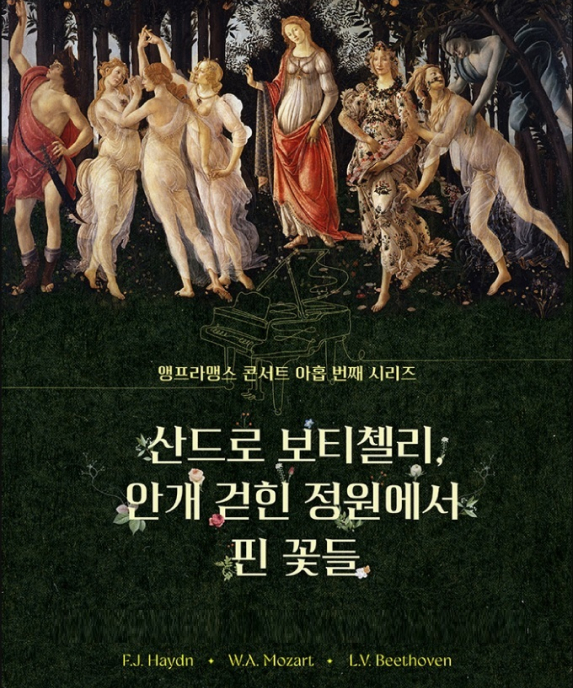 앵프라맹스 콘서트 아홉 번째 시리즈
산드로 보티첼리,
안개 걷힌 정원에서
핀 꽃들
F.J. Haydn • W.A. Mozart • L.V. Beethoven